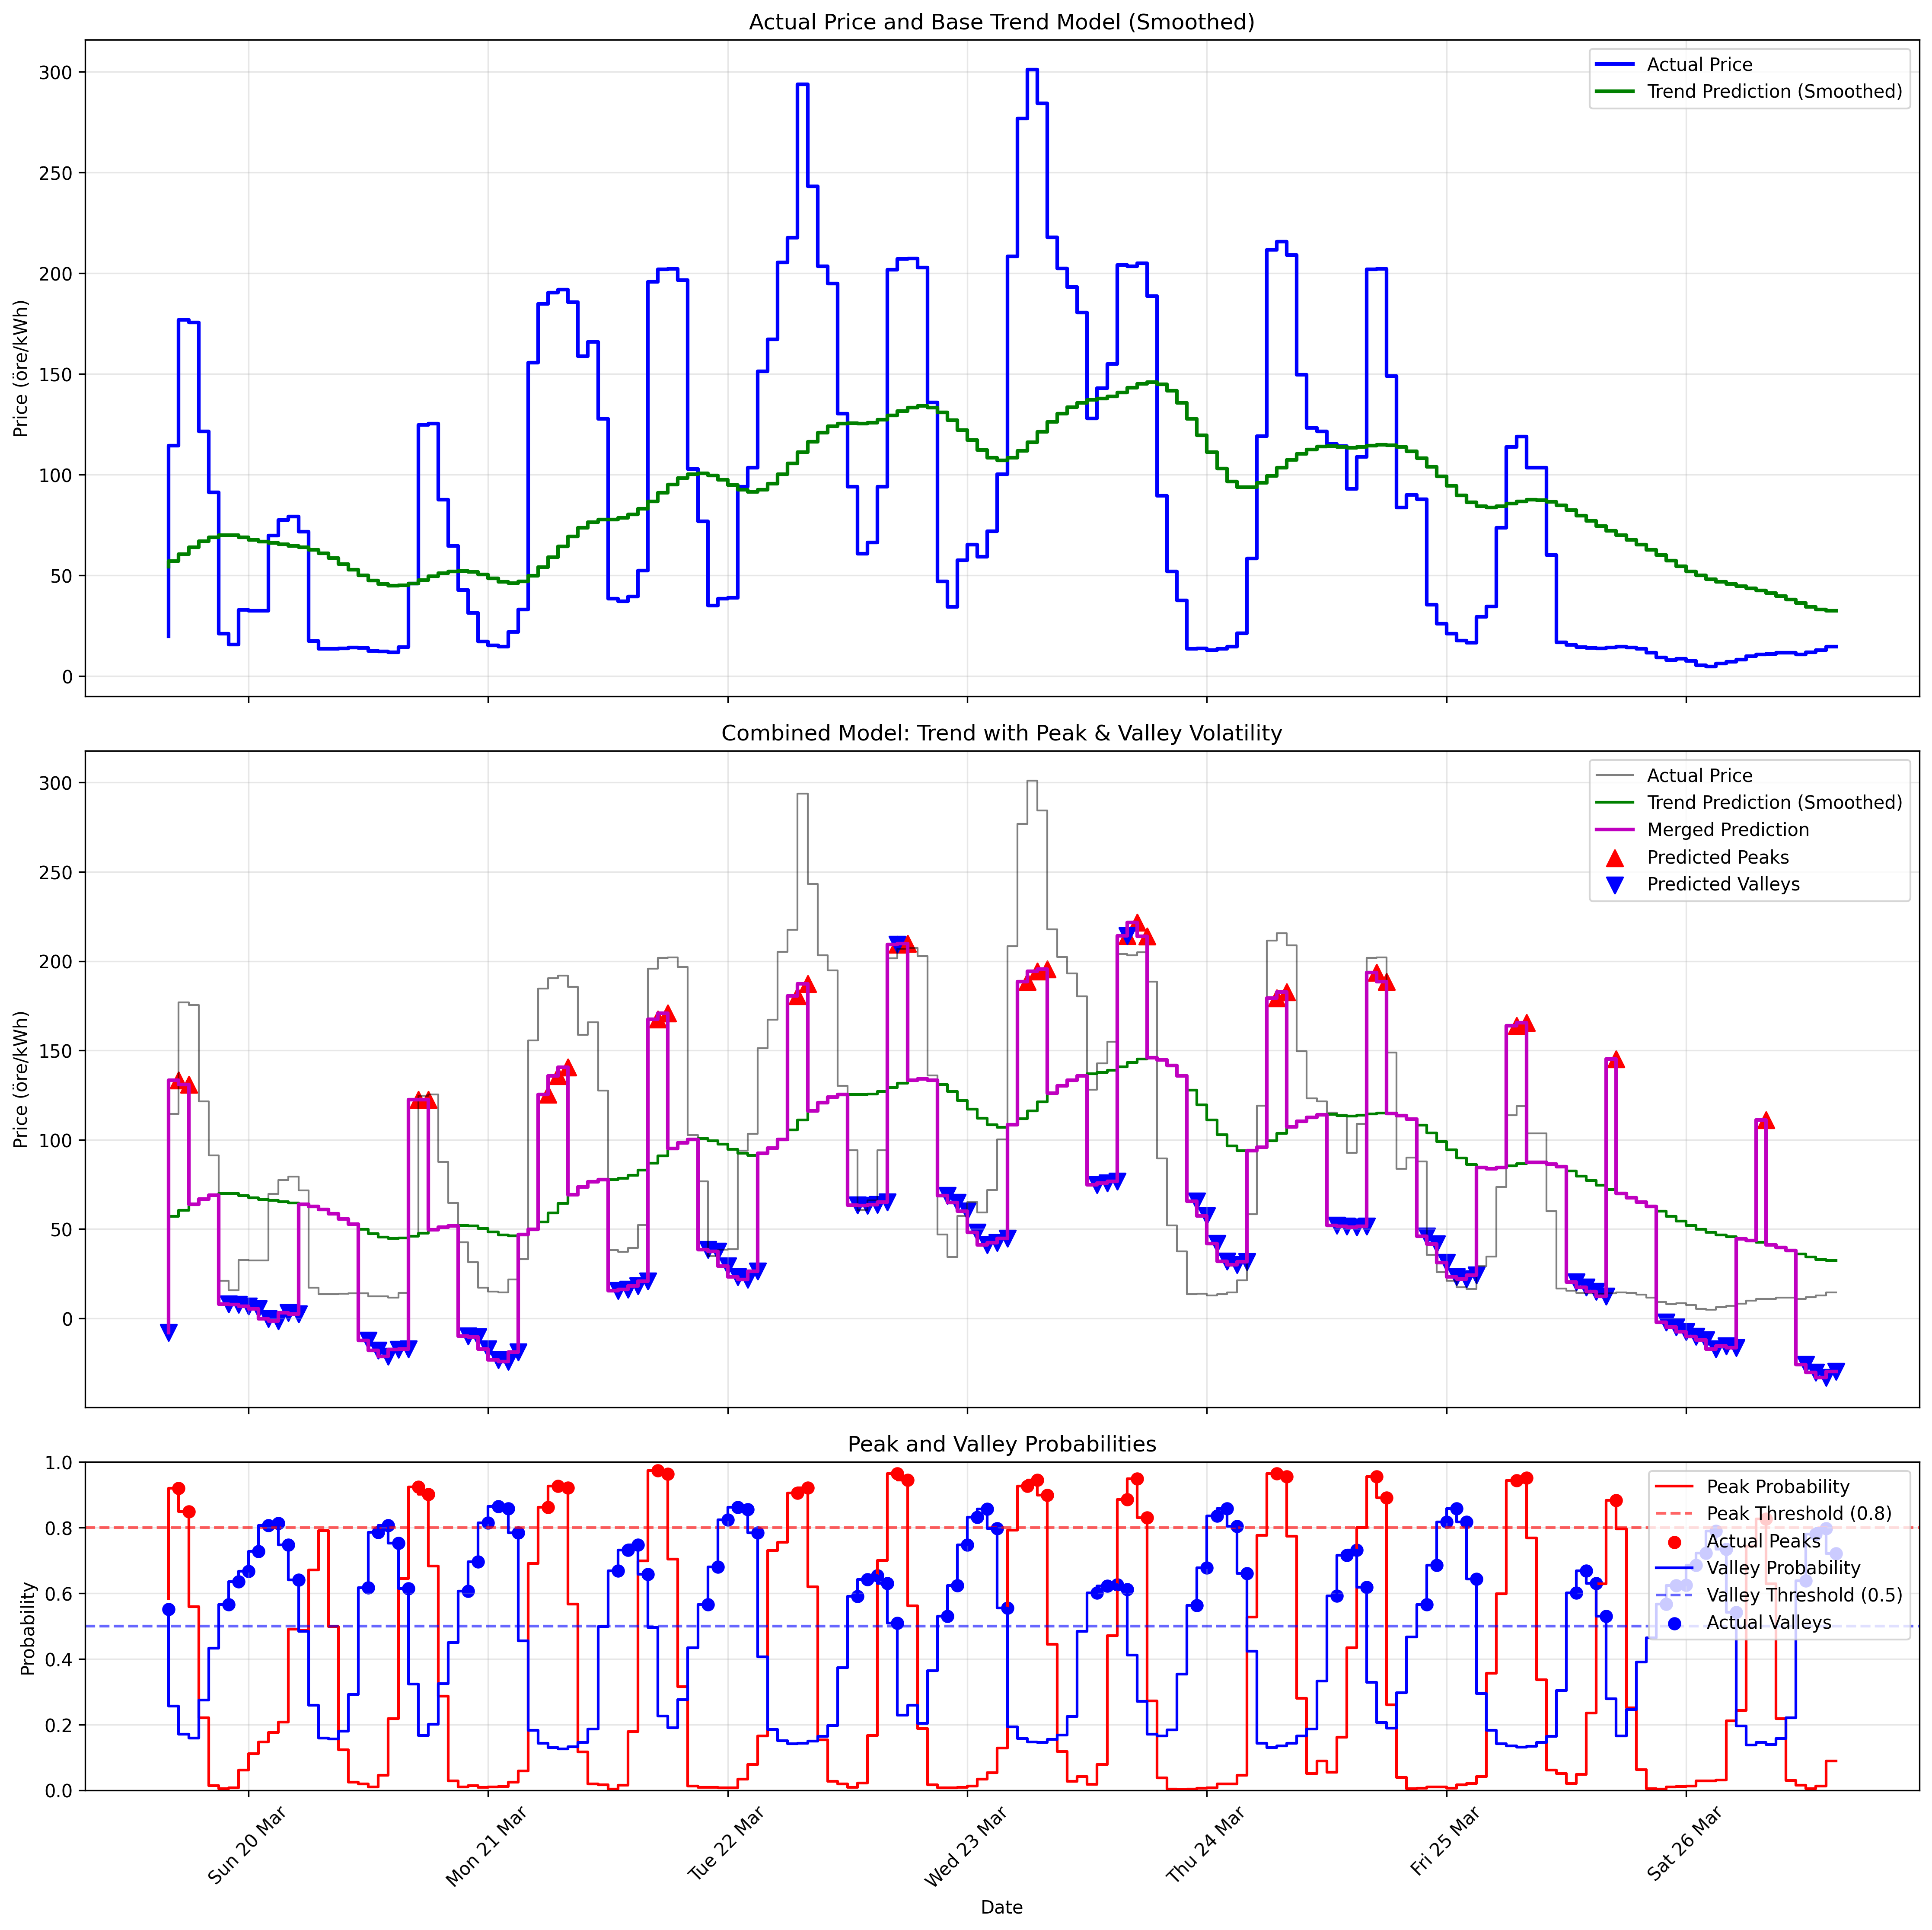 Actual Price and Base Trend Model (Smoothed)
Price (öre/kWh)
300
250
200
150
100
50
0
Actual Price
Trend Prediction (Smoothed)
Combined Model: Trend with Peak & Valley Volatility
Price (öre/kWh)
300
250
200
150
100
50
0
Actual Price
Trend Prediction (Smoothed)
Merged Prediction
Predicted Peaks
Predicted Valleys
Peak and Valley Probabilities
Probability
1.0
0.8
0.6
0.4
0.2
0.0
Peak Probability
Peak Threshold (0.8)
Actual Peaks
Valley Probability
Valley Threshold (0.5)
Actual Valleys
Sun 20 Mar
Mon 21 Mar
Tue 22 Mar
Wed 23 Mar
Thu 24 Mar
Fri 25 Mar
Sat 26 Mar
Date